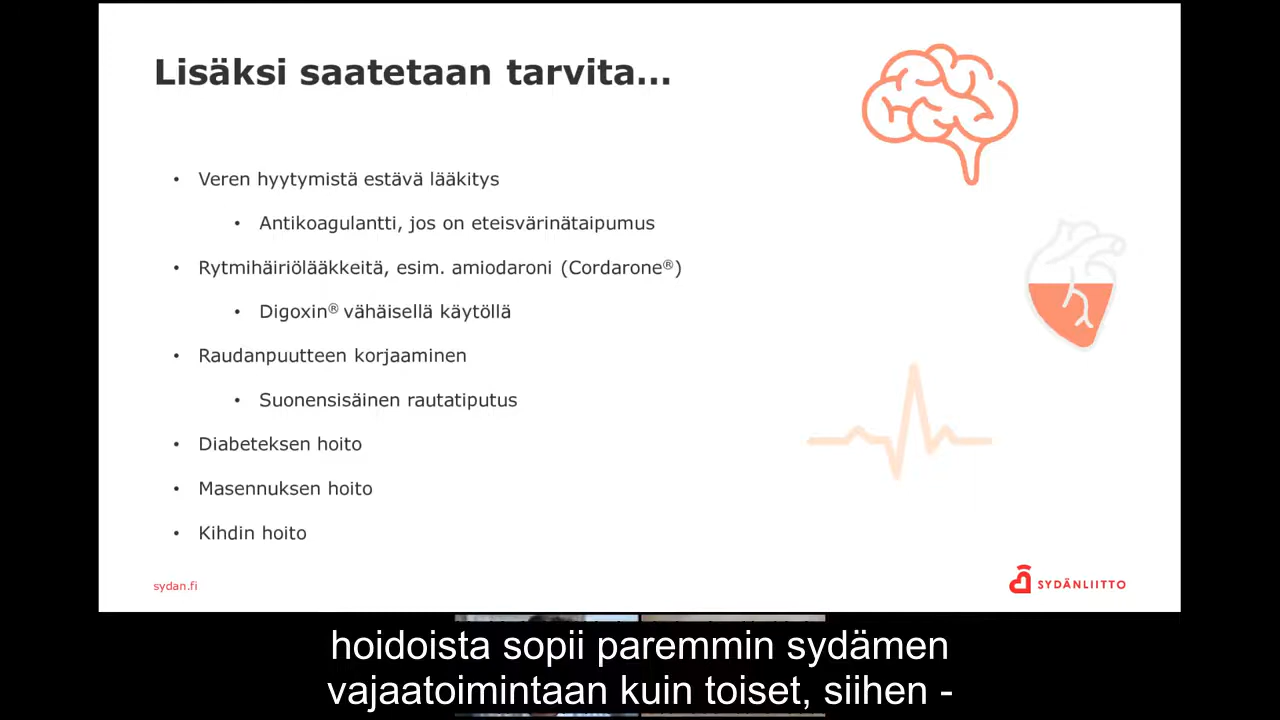 Lisäksi saatetaan tarvita...
• Veren hyytymistä estävä lääkitys
• Antikoagulantti, jos on eteisvärinätaipumus
• Rytmihäiriölääkkeitä, esim. amiodaroni (Cordarone®)
• Digoxin® vähäisellä käytöllä
• Raudanpuutteen korjaaminen
• Suonensisäinen rautatiputus
• Diabeteksen hoito
• Masennuksen hoito
• Kihdin hoito
sydan.fi
SYDÄNLIITTO
hoidoista sopii paremmin sydämen
vajaatoimintaan kuin toiset, siihen -